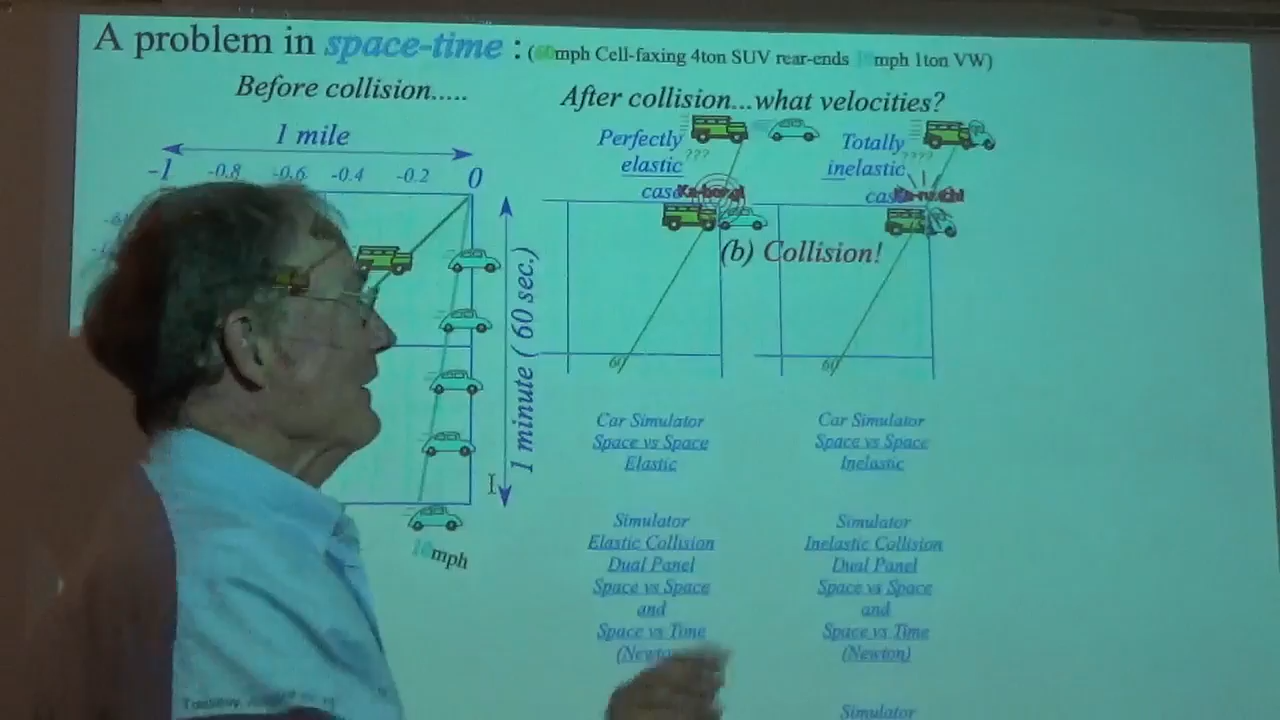 A problem in space-time : (60mph Cell-faxing 4ton SUV rear-ends 10mph 1ton VW)
Before collision.....
After collision...what velocities?
1 mile
-1 -0.8 -0.6 -0.4 -0.2 0
1 minute ( 60 sec.)
10mph
Perfectly
elastic
???
case
Totally
inelastic
????
(b) Collision!
60
60
Car Simulator
Space vs Space
Elastic
Car Simulator
Space vs Space
Inelastic
Simulator
Elastic Collision
Dual Panel
Space vs Space
and
Space vs Time
Simulator
Inelastic Collision
Dual Panel
Space vs Space
and
Space vs Time
(Newton)
Simulator